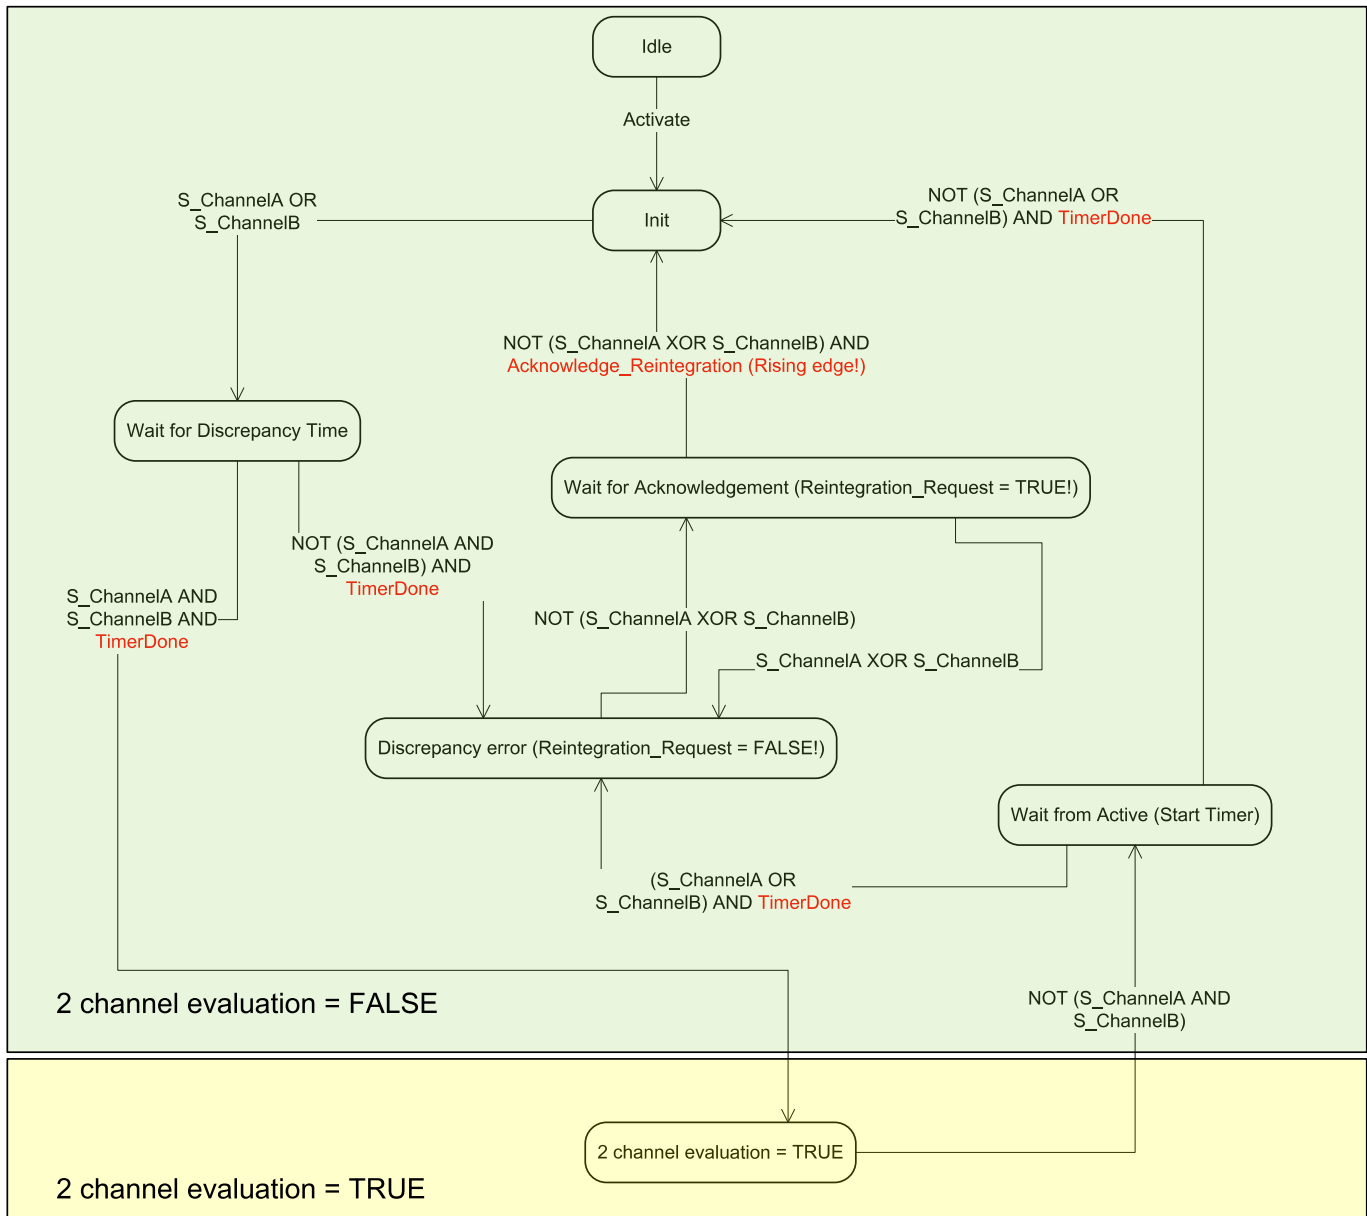 Idle
Activate
S_ChannelA OR
S_ChannelB
Init
NOT (S_ChannelA OR
S_ChannelB) AND TimerDone
NOT (S_ChannelA XOR S_ChannelB) AND
Acknowledge_Reintegration (Rising edge!)
Wait for Discrepancy Time
Wait for Acknowledgement (Reintegration_Request = TRUE!)
NOT (S_ChannelA AND
S_ChannelB) AND
TimerDone
S_ChannelA AND
S_ChannelB AND
TimerDone
NOT (S_ChannelA XOR S_ChannelB)
S_ChannelA XOR S_ChannelB
Discrepancy error (Reintegration_Request = FALSE!)
Wait from Active (Start Timer)
(S_ChannelA OR
S_ChannelB) AND TimerDone
2 channel evaluation = FALSE
NOT (S_ChannelA AND
S_ChannelB)
2 channel evaluation = TRUE
2 channel evaluation = TRUE